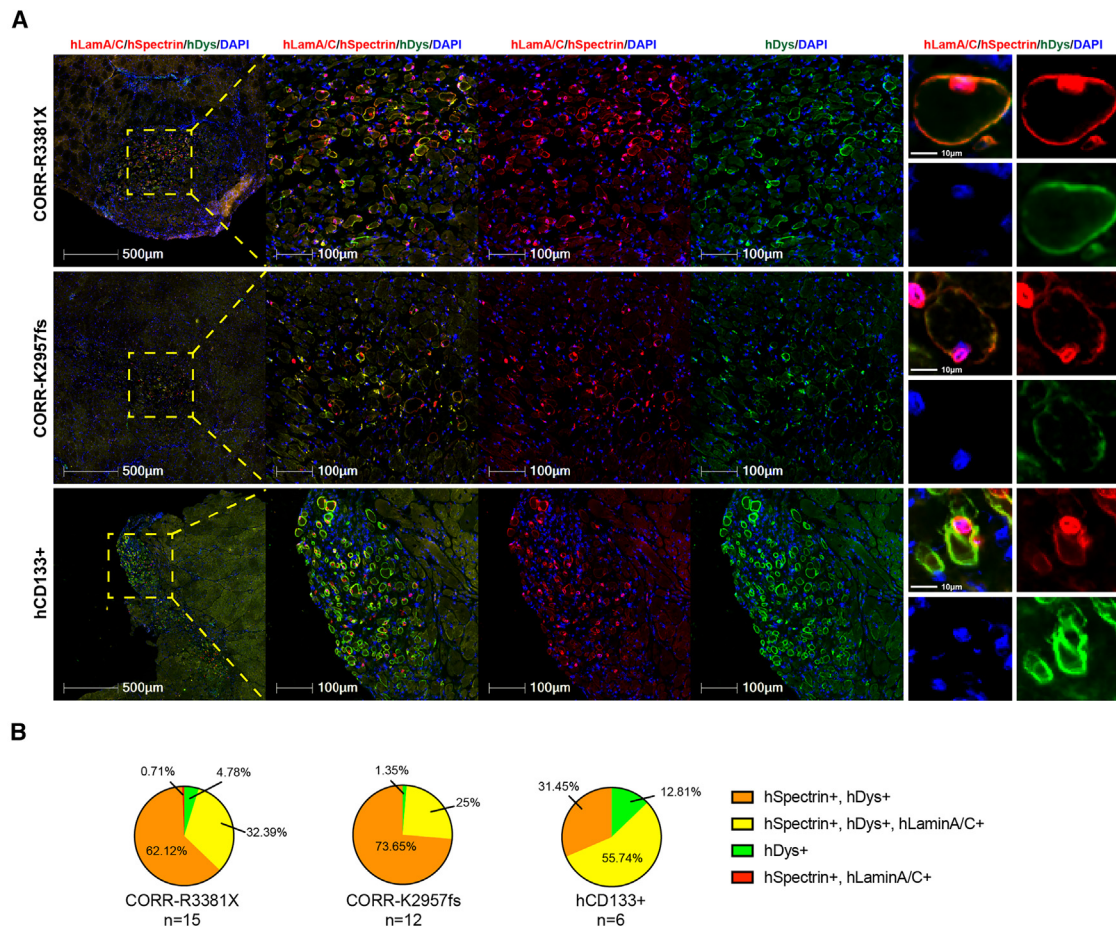 A
hLamA/C/hSpectrin/hDys/DAPI
hLamA/C/hSpectrin/hDys/DAPI
hLamA/C/hSpectrin/DAPI
hDys/DAPI
hLamA/C/hSpectrin/hDys/DAPI
CORR-R3381X
500µm
100µm
100µm
100µm
10µm
CORR-K2957fs
500µm
100µm
100µm
100µm
10µm
hCD133+
500µm
100µm
100µm
100µm
10µm
B
0.71%
4.78%
32.39%
62.12%
CORR-R3381X
n=15
1.35%
25%
73.65%
CORR-K2957fs
n=12
31.45%
12.81%
55.74%
hCD133+
n=6
hSpectrin+, hDys+
hSpectrin+, hDys+, hLaminA/C+
hDys+
hSpectrin+, hLaminA/C+